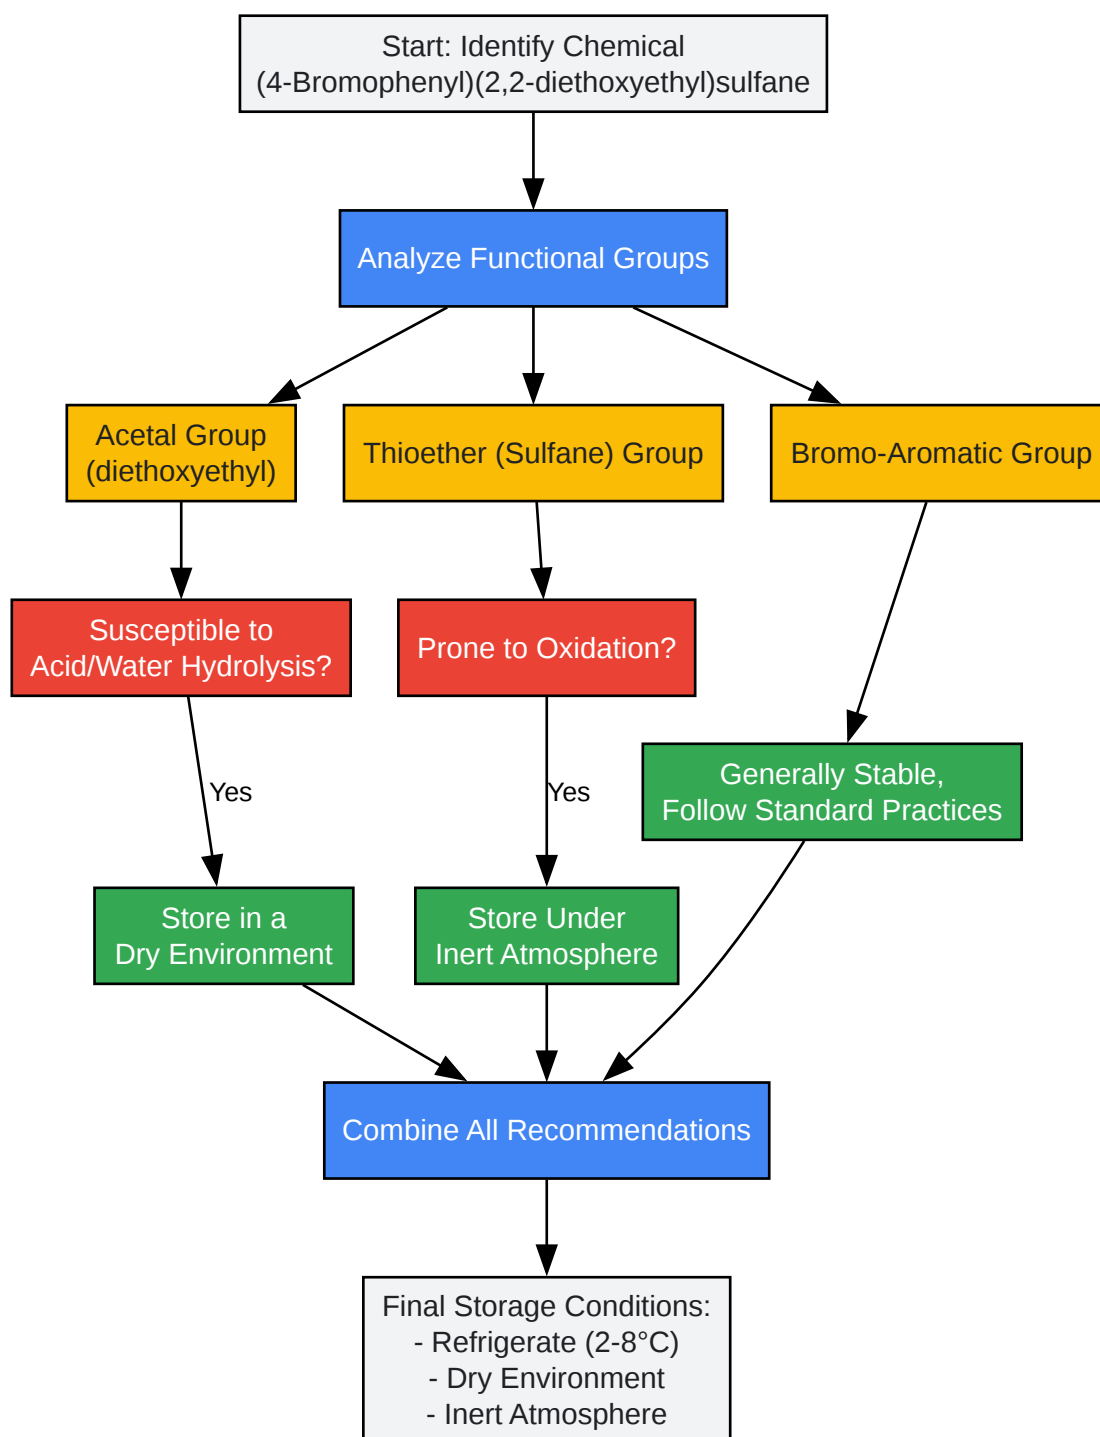 Start: Identify Chemical
(4-Bromophenyl)(2,2-diethoxyethyl)sulfane
Analyze Functional Groups
Acetal Group
(diethoxyethyl)
Thioether (Sulfane) Group
Bromo-Aromatic Group
Susceptible to
Acid/Water Hydrolysis?
Prone to Oxidation?
Generally Stable,
Follow Standard Practices
Yes
Yes
Store in a
Dry Environment
Store Under
Inert Atmosphere
Combine All Recommendations
Final Storage Conditions:
- Refrigerate (2-8°C)
- Dry Environment
- Inert Atmosphere